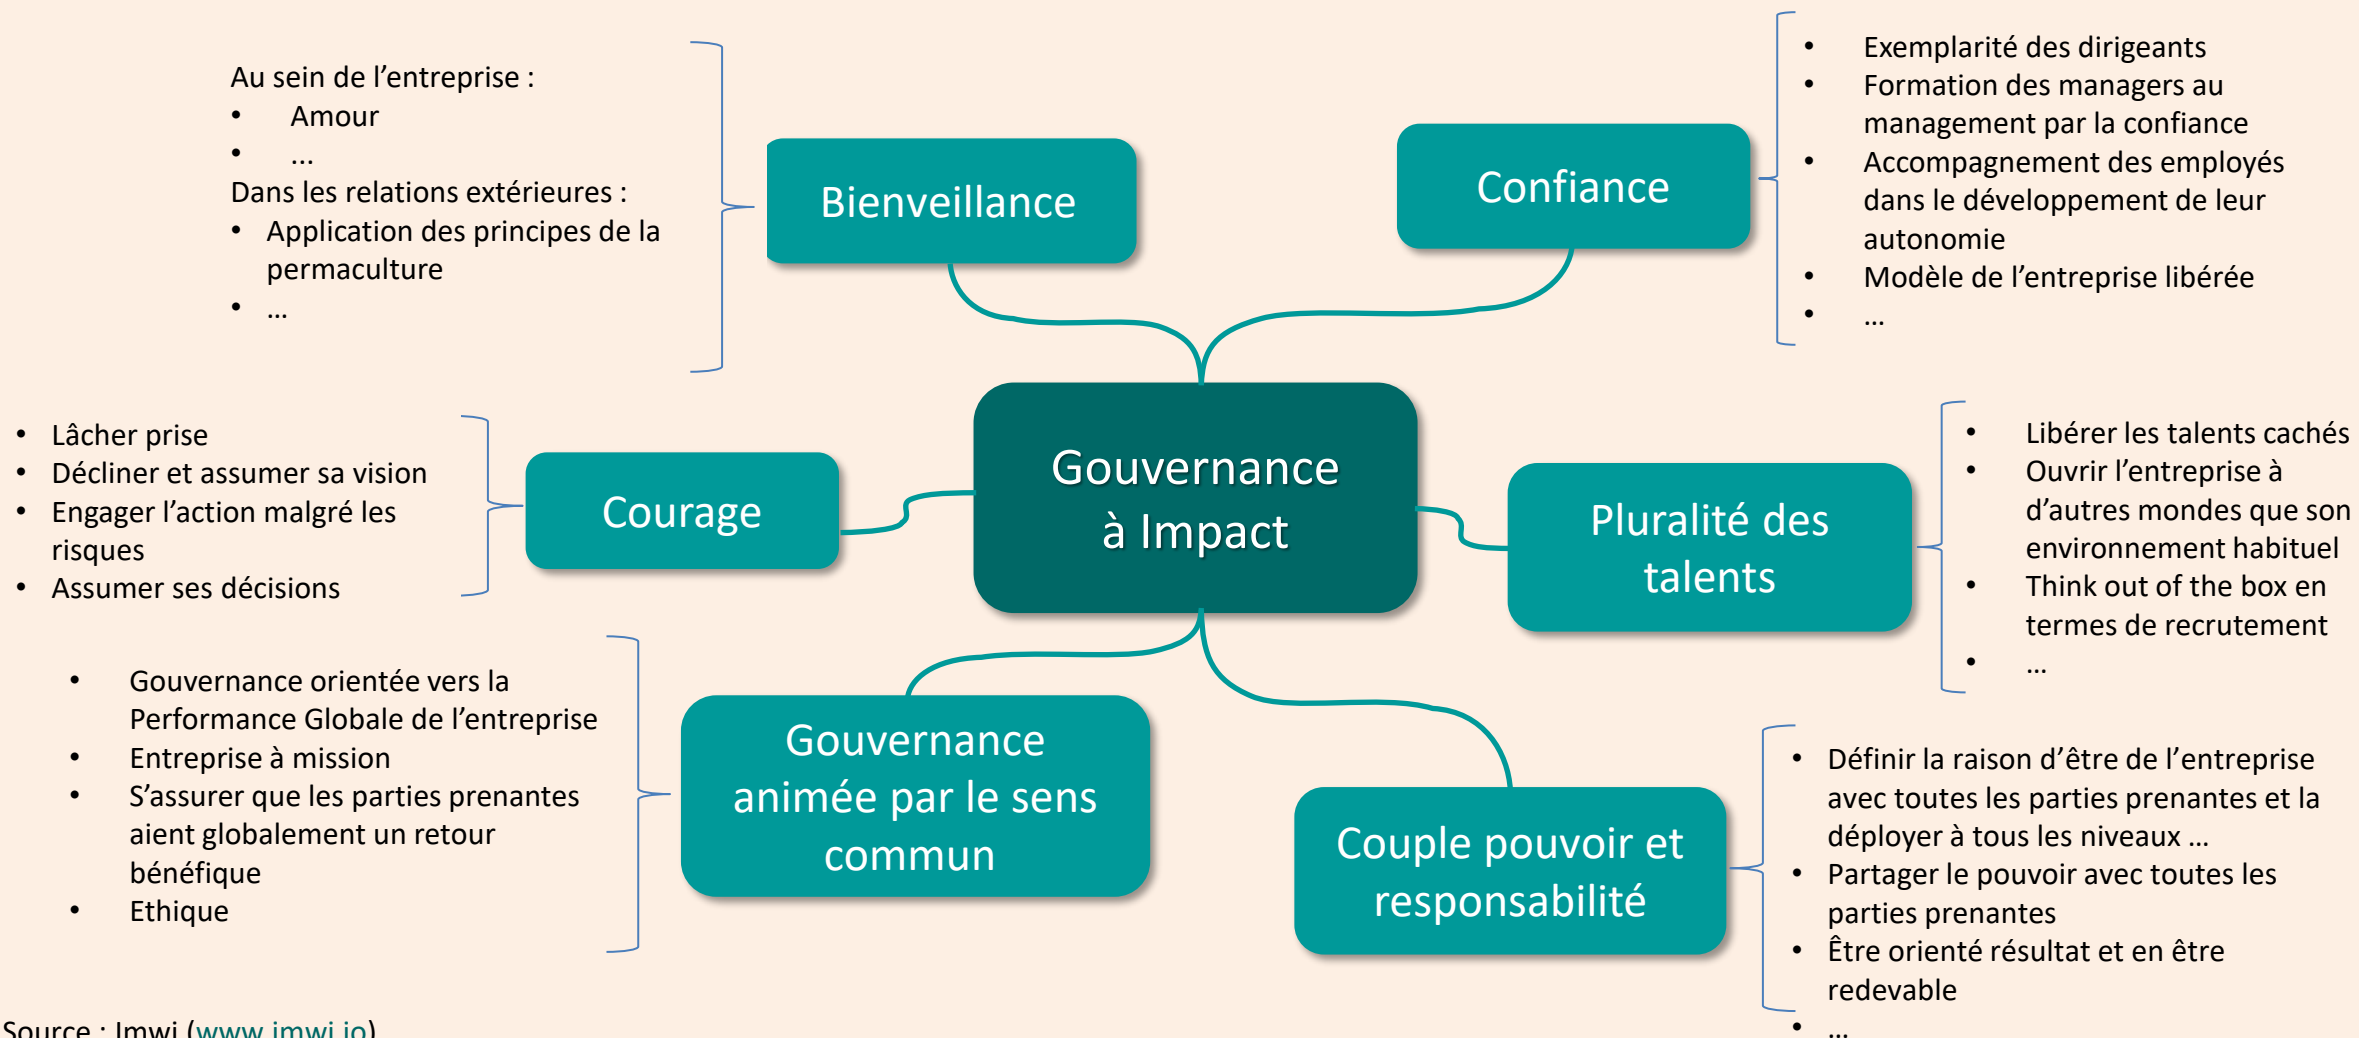 Au sein de l’entreprise :
• Amour
• ...
Dans les relations extérieures :
• Application des principes de la
permaculture
• …
Bienveillance
Confiance
• Exemplarité des dirigeants
• Formation des managers au
management par la confiance
• Accompagnement des employés
dans le développement de leur
autonomie
• Modèle de l’entreprise libérée
• …
• Lâcher prise
• Décliner et assumer sa vision
• Engager l’action malgré les
risques
• Assumer ses décisions
Courage
Gouvernance
à Impact
Pluralité des
talents
• Libérer les talents cachés
• Ouvrir l’entreprise à
d’autres mondes que son
environnement habituel
• Think out of the box en
termes de recrutement
• …
• Gouvernance orientée vers la
Performance Globale de l’entreprise
• Entreprise à mission
• S’assurer que les parties prenantes
aient globalement un retour
bénéfique
• Ethique
Gouvernance
animée par le sens
commun
Couple pouvoir et
responsabilité
• Définir la raison d’être de l’entreprise
avec toutes les parties prenantes et la
déployer à tous les niveaux …
• Partager le pouvoir avec toutes les
parties prenantes
• Être orienté résultat et en être
redevable
• …
Source : Imwi (www.imwi.io)